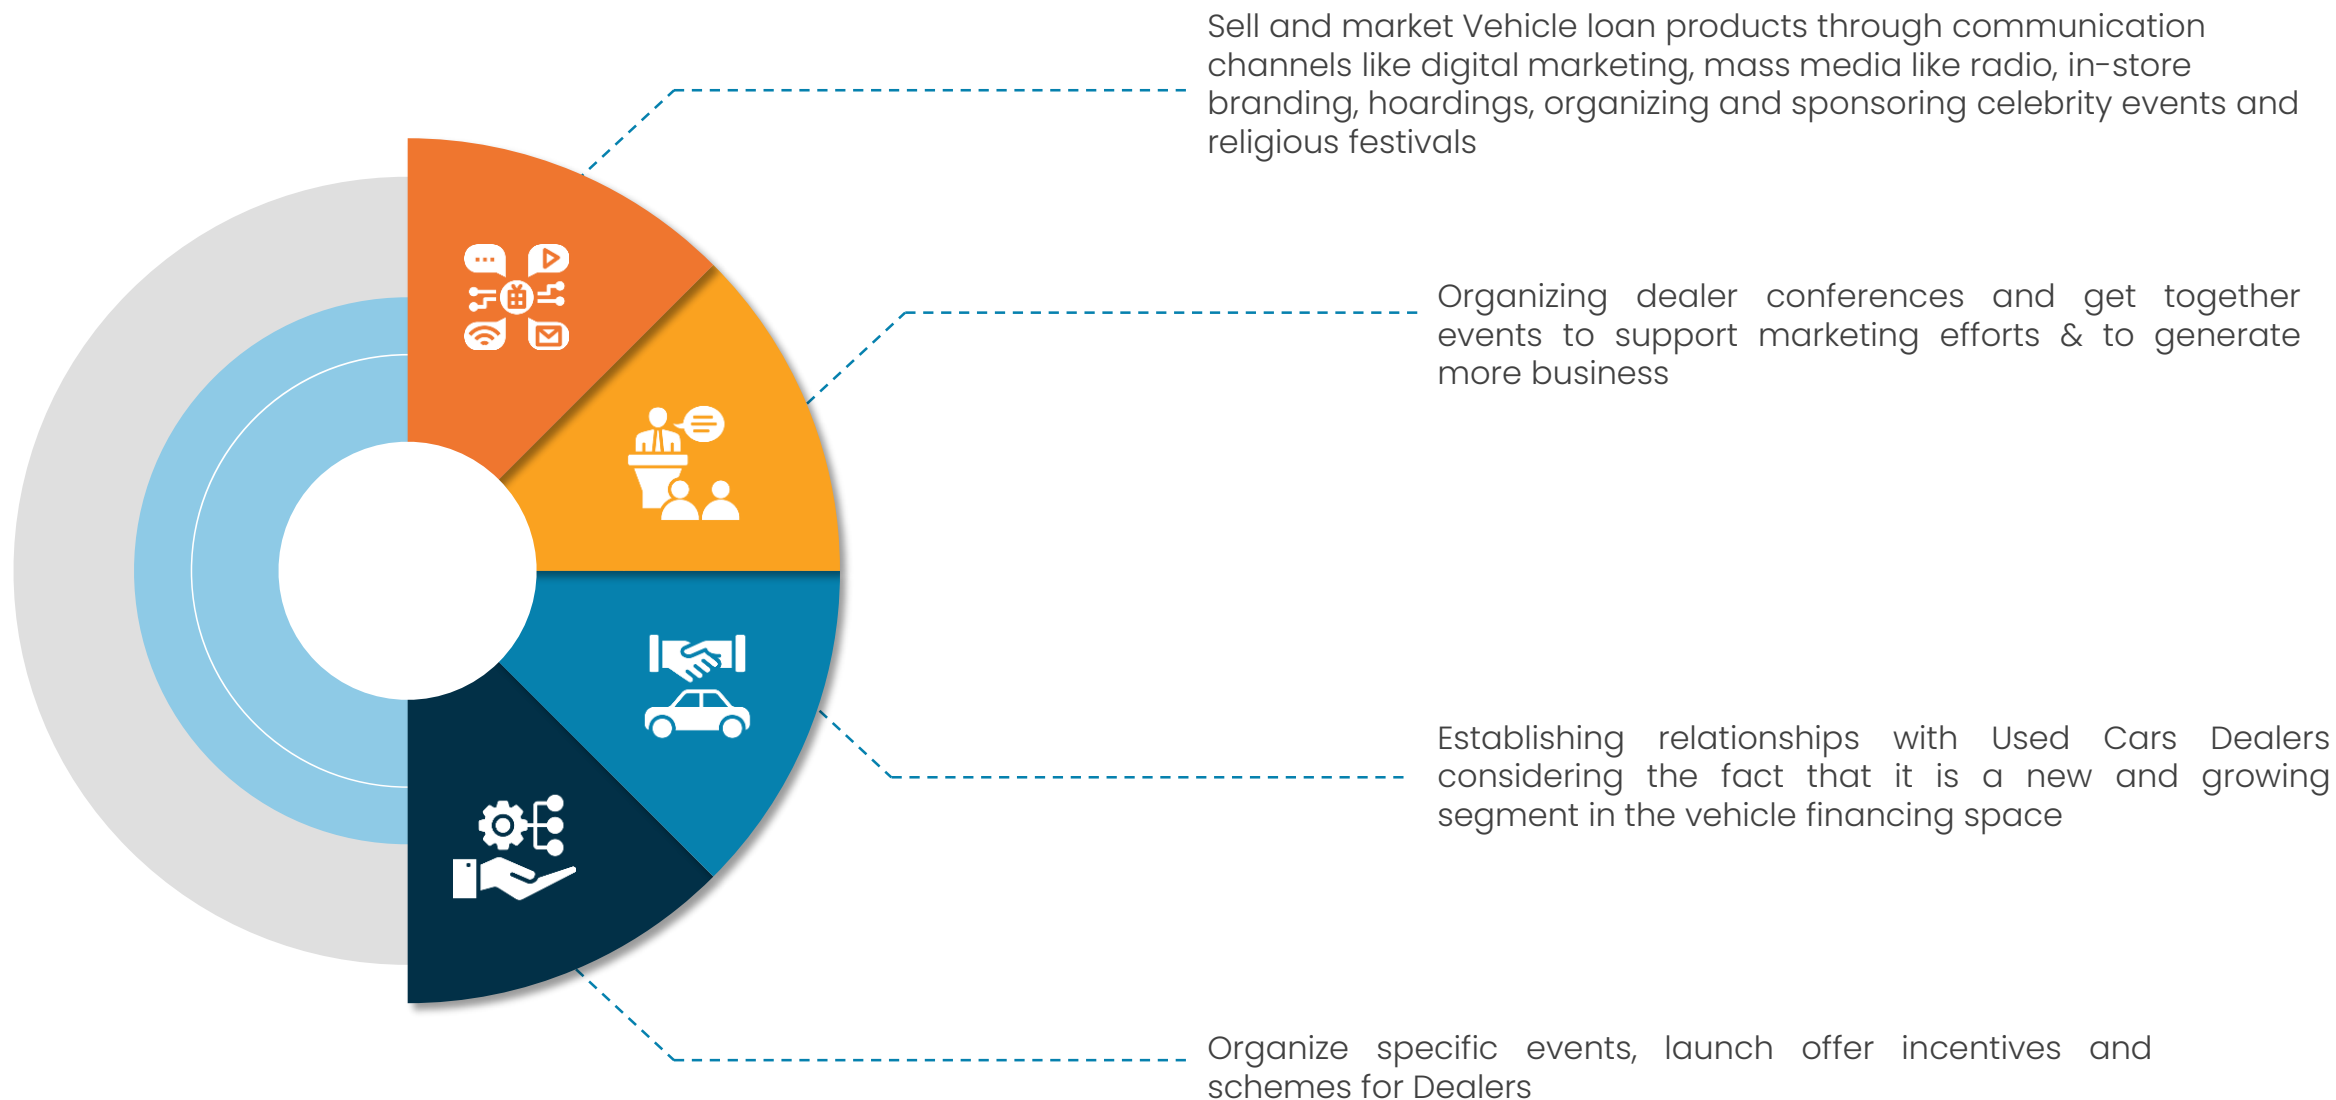 Sell and market Vehicle loan products through communication
channels like digital marketing, mass media like radio, in-store
branding, hoardings, organizing and sponsoring celebrity events and
religious festivals
Organizing dealer conferences and get together
events to support marketing efforts & to generate
more business
Establishing relationships with Used Cars Dealers
considering the fact that it is a new and growing
segment in the vehicle financing space
Organize specific events, launch offer incentives and
schemes for Dealers